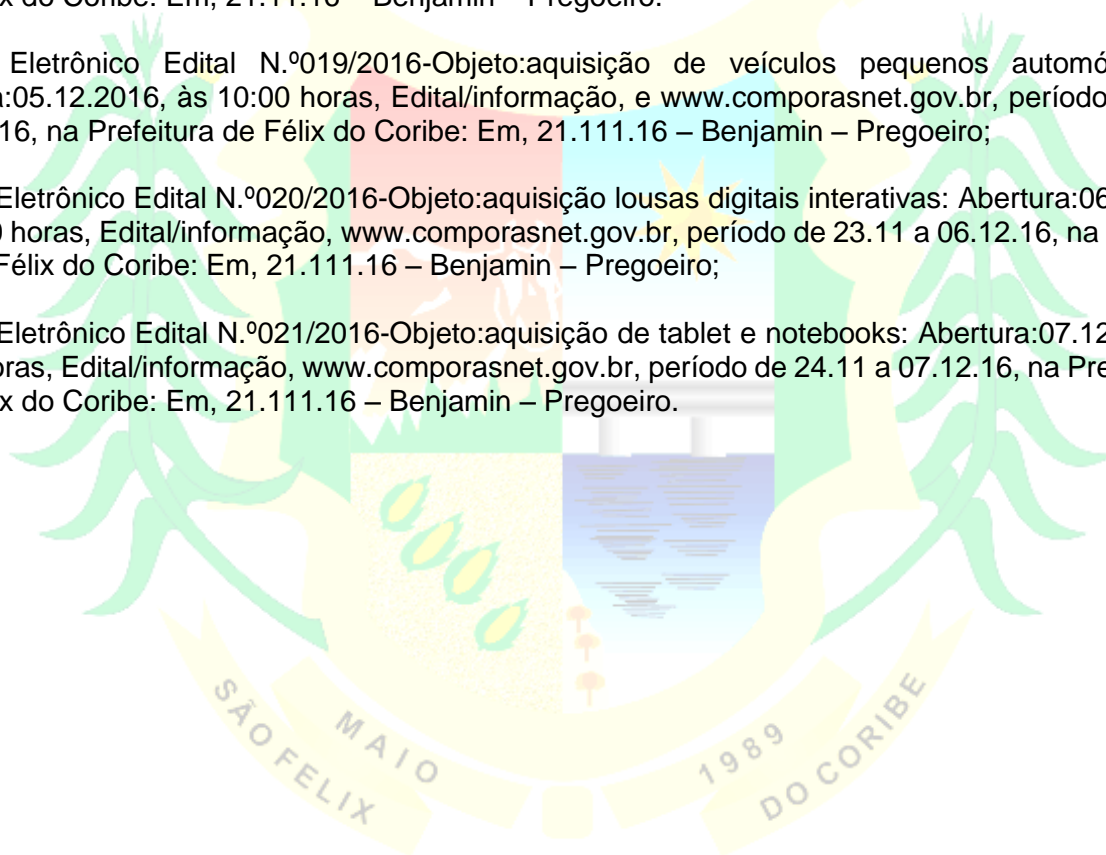 x do Coribe: Em, 21.11.16 – Benjamin – Pregoeiro.
Eletrônico Edital N.º019/2016-Objeto:aquisição de veículos pequenos automó
a:05.12.2016, às 10:00 horas, Edital/informação, e www.comporasnet.gov.br, período
16, na Prefeitura de Félix do Coribe: Em, 21.111.16 – Benjamin – Pregoeiro;
Eletrônico Edital N.º020/2016-Objeto:aquisição lousas digitais interativas: Abertura:06
0 horas, Edital/informação, www.comporasnet.gov.br, período de 23.11 a 06.12.16, na
Félix do Coribe: Em, 21.111.16 – Benjamin – Pregoeiro;
Eletrônico Edital N.º021/2016-Objeto:aquisição de tablet e notebooks: Abertura:07.12
oras, Edital/informação, www.comporasnet.gov.br, período de 24.11 a 07.12.16, na Pre
x do Coribe: Em, 21.111.16 – Benjamin – Pregoeiro.
SÃO FELIX
MAIO
1989
DO CORIBE